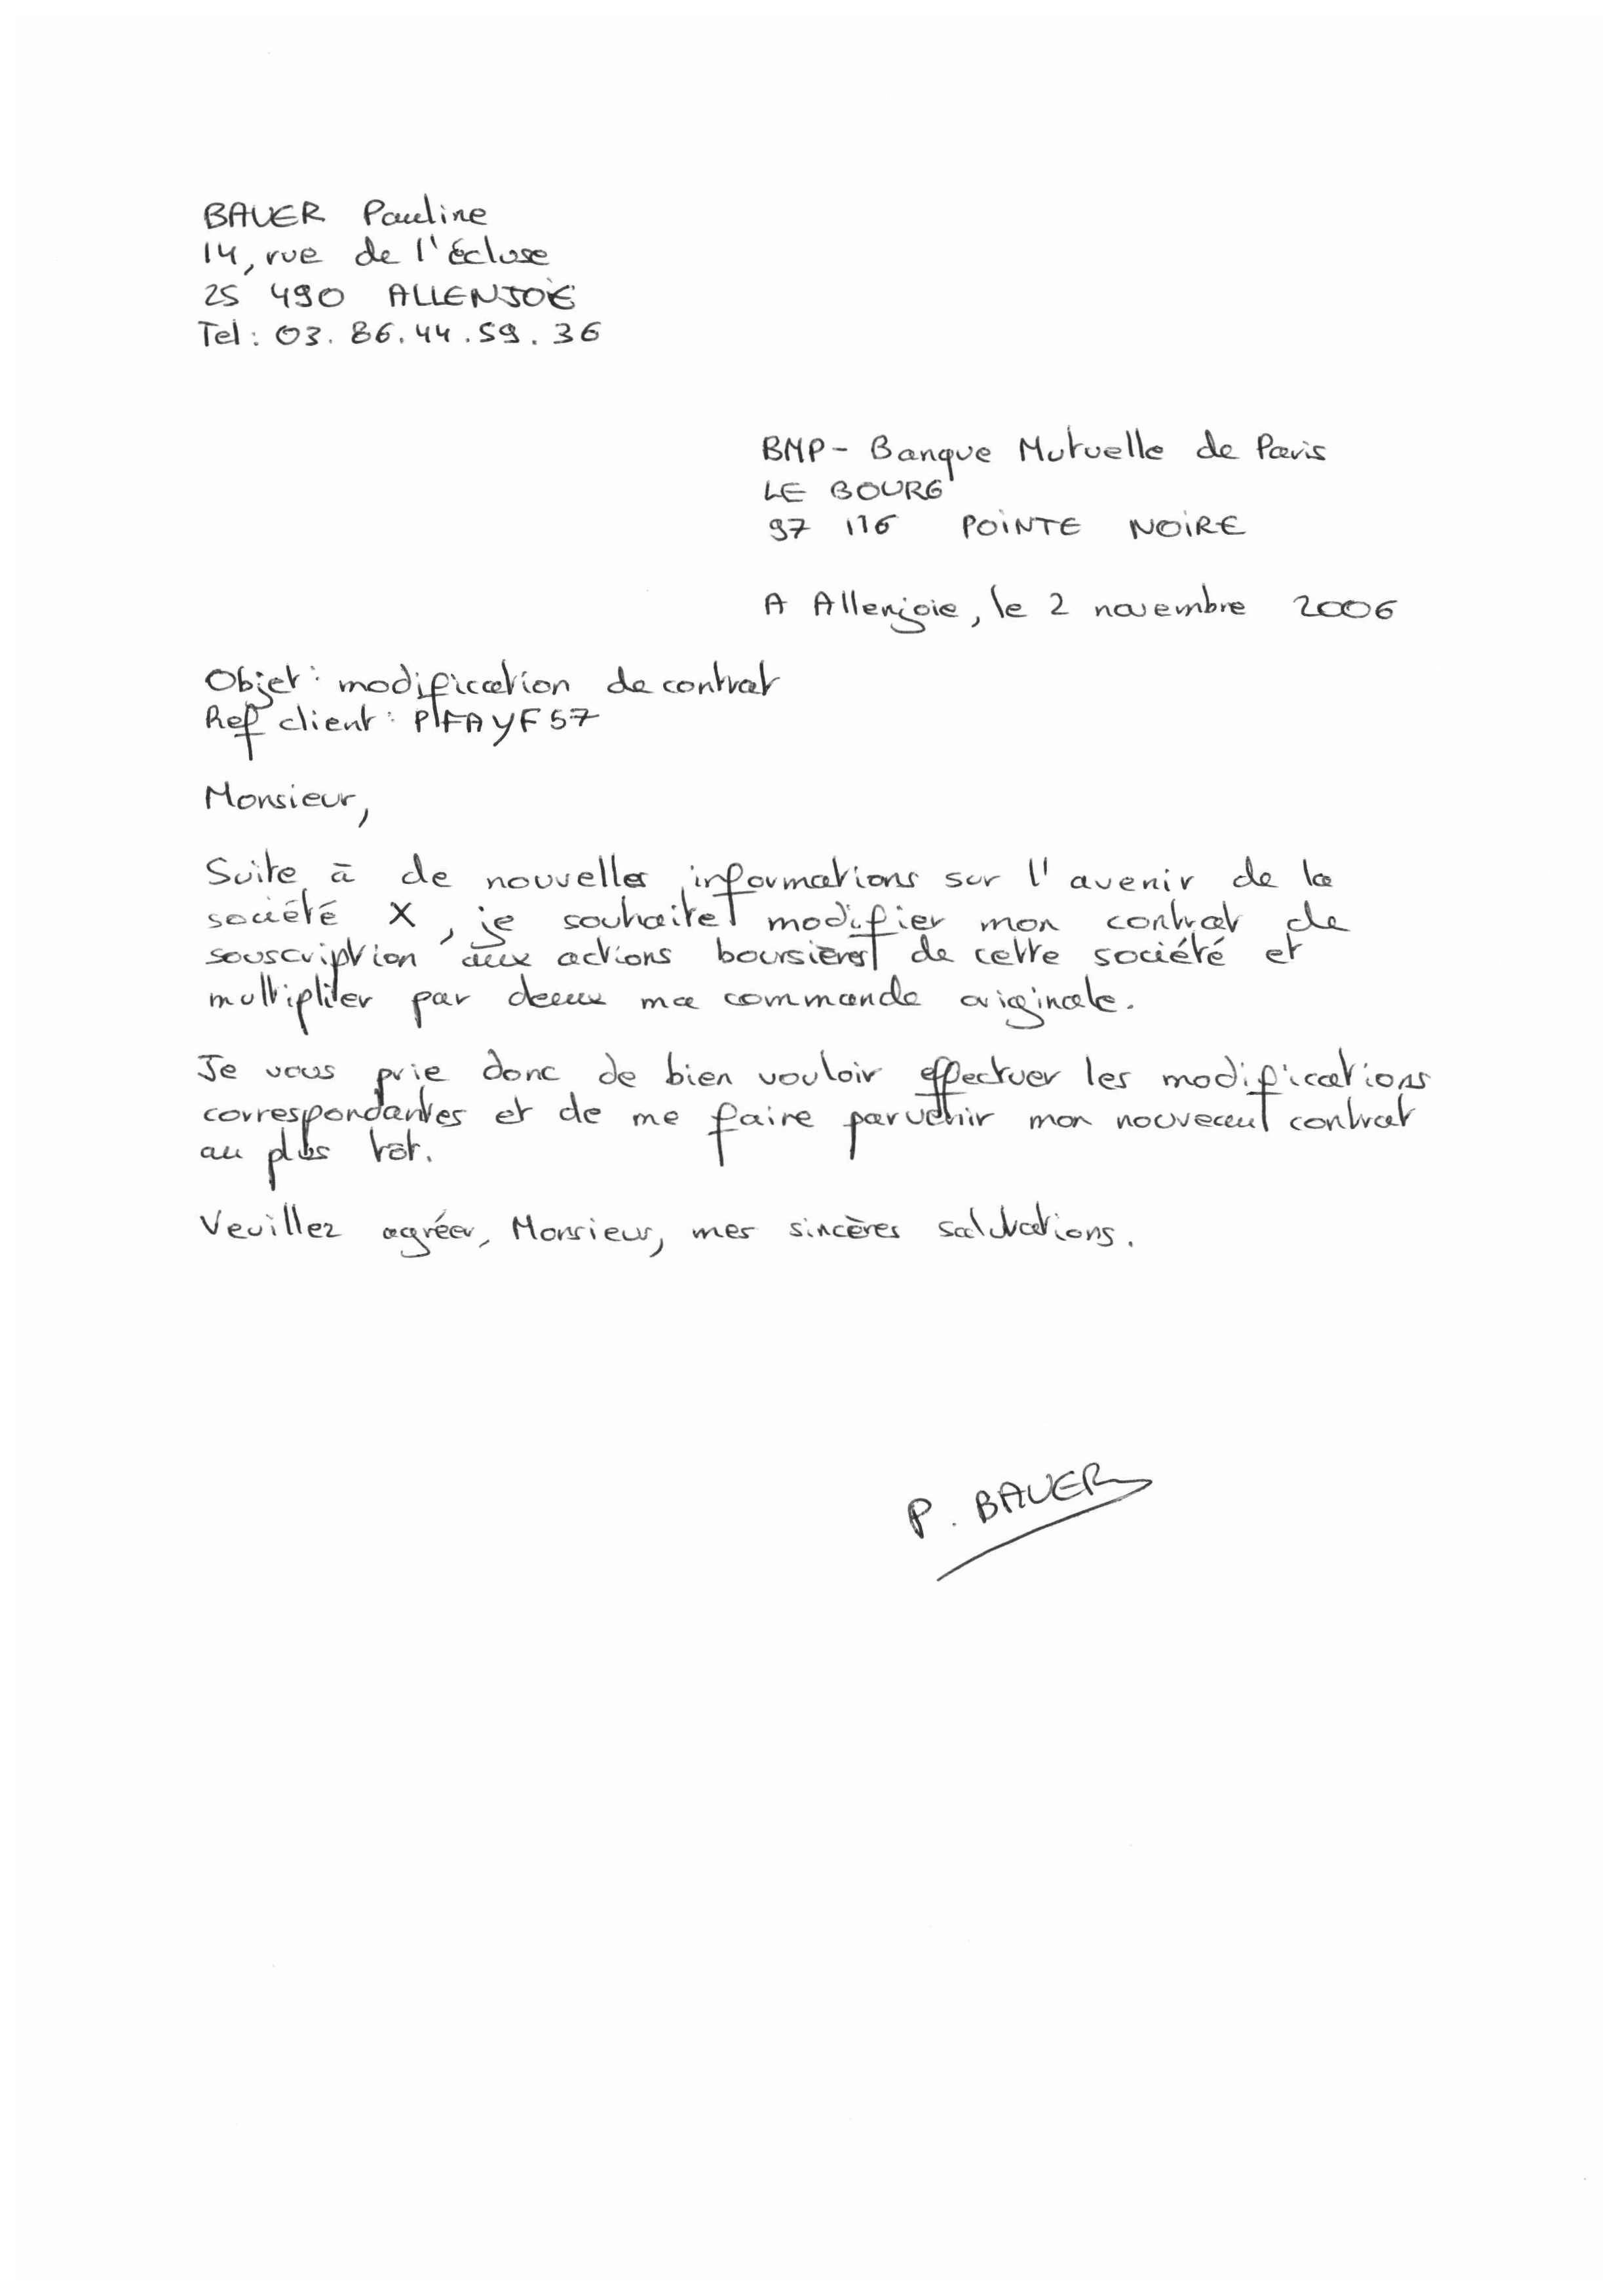 BAUER Pauline
14, rue de l'écluse
25 490 ALLENJOIE
Tel : 03. 86. 44. 59. 36
BMP - Banque Mutuelle de Paris
LE BOURG
97 116 POINTE NOIRE
A Allenjoie, le 2 novembre 2006
Objet : modification de contrat
Ref client : PIFAYF57
Monsieur,
Suite à de nouvelles informations sur l'avenir de la
société X, je souhaite modifier mon contrat de
souscription aux actions boursières de cette société et
multiplier par deux ma commande originale.
Je vous prie donc de bien vouloir effectuer les modifications
correspondantes et de me faire parvenir mon nouveau contrat
au plus tôt.
Veuillez agréer, Monsieur, mes sincères salutations.
P. BAUER